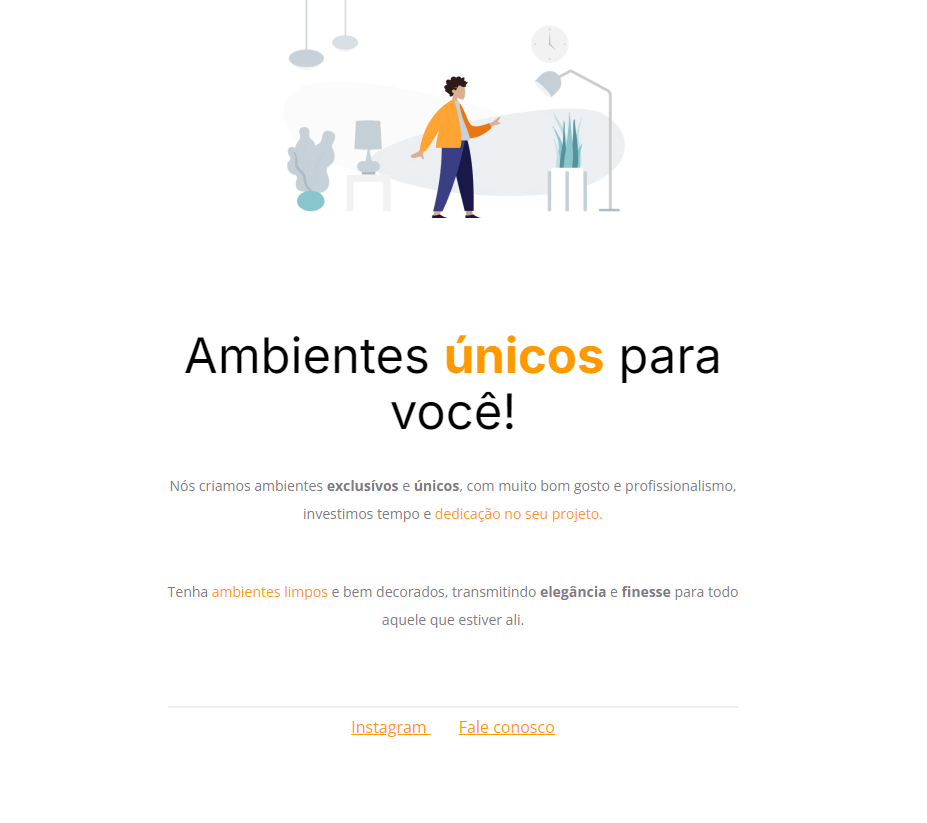 Ambientes únicos para
você!
Nós criamos ambientes exclusívos e únicos, com muito bom gosto e profissionalismo,
investimos tempo e dedicação no seu projeto.
Tenha ambientes limpos e bem decorados, transmitindo elegância e finesse para todo
aquele que estiver ali.
Instagram Fale conosco